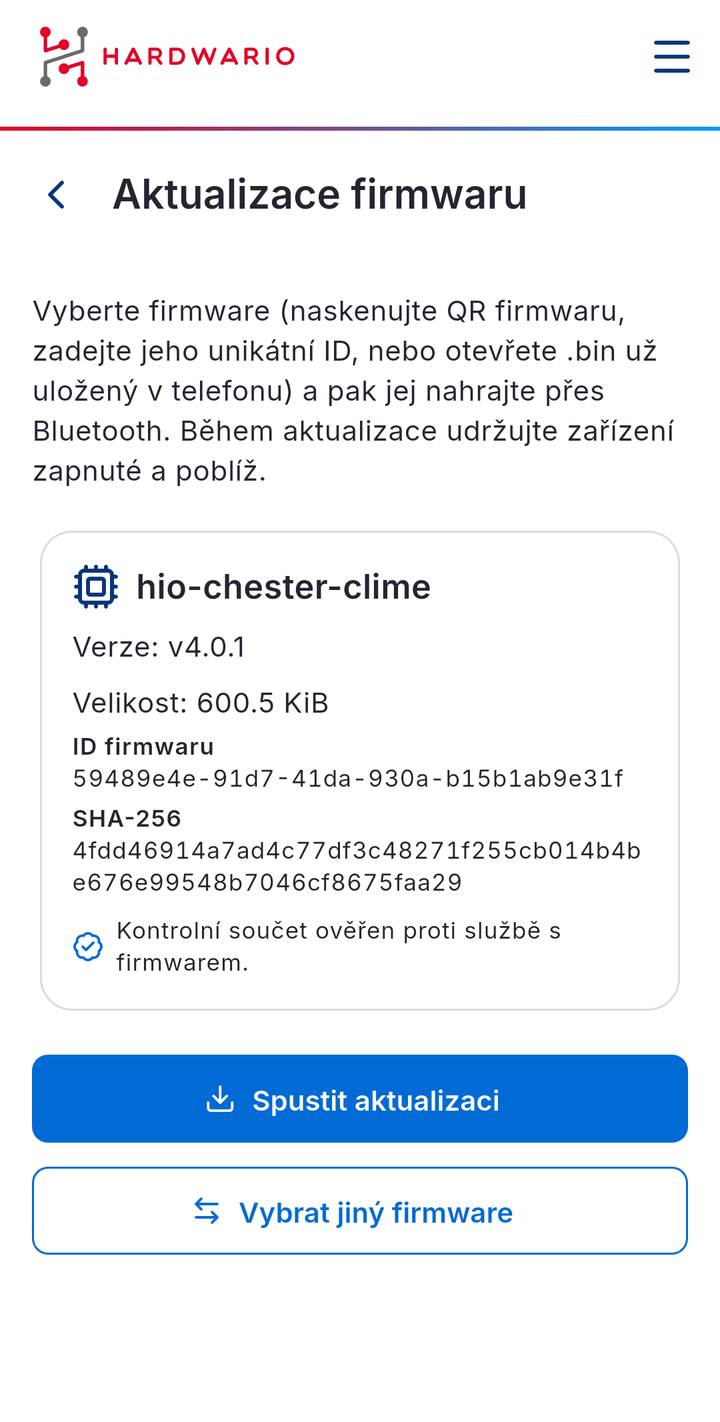 HARDWARIO
Aktualizace firmwaru
Vyberte firmware (naskenujte QR firmwaru,
zadejte jeho unikátní ID, nebo otevřete .bin už
uložený v telefonu) a pak jej nahrajte přes
Bluetooth. Během aktualizace udržujte zařízení
zapnuté a poblíž.
hio-chester-clime
Verze: v4.0.1
Velikost: 600.5 KiB
ID firmwaru
59489e4e-91d7-41da-930a-b15b1ab9e31f
SHA-256
4fdd46914a7ad4c77df3c48271f255cb014b4b
e676e99548b7046cf8675faa29
Kontrolní součet ověřen proti službě s
firmwarem.
Spustit aktualizaci
Vybrat jiný firmware